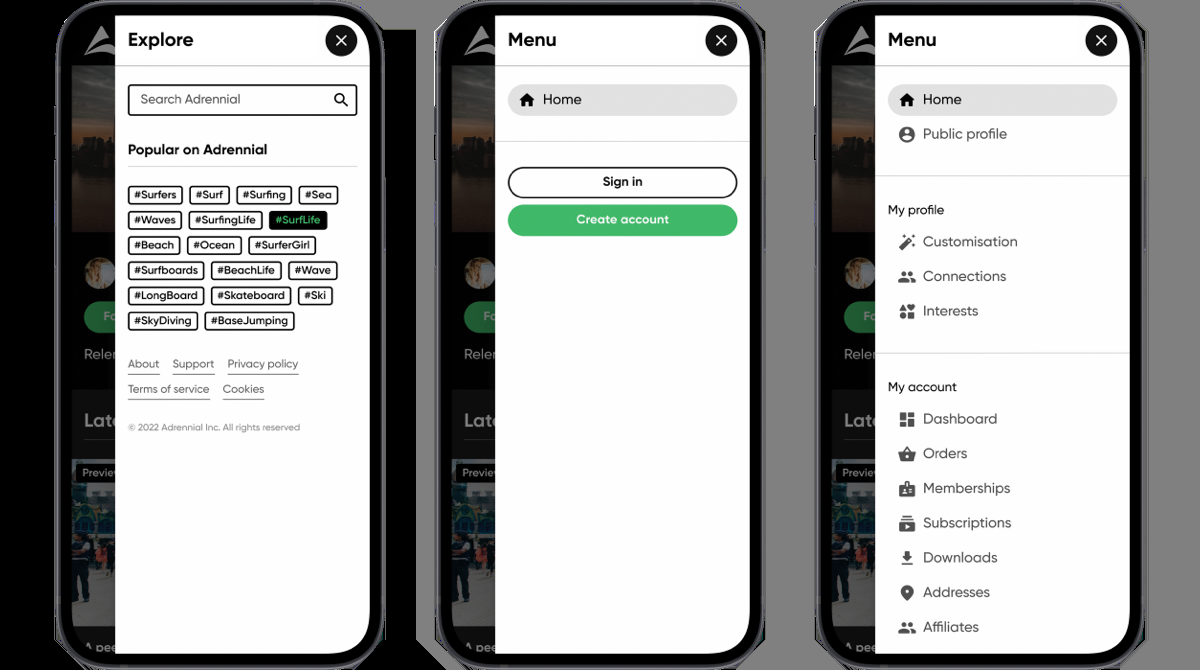 Explore
Search Adrennial
Popular on Adrennial
#Surfers #Surf #Surfing #Sea
#Waves #SurfingLife #SurfLife
#Beach #Ocean #SurferGirl
#Surfboards #BeachLife #Wave
#LongBoard #Skateboard #Ski
#SkyDiving #BaseJumping
About Support Privacy policy
Terms of service Cookies
© 2022 Adrennial Inc. All rights reserved
Preview
Menu
Home
Sign in
Create account
Preview
Menu
Home
Public profile
My profile
Customisation
Connections
Interests
My account
Dashboard
Orders
Memberships
Subscriptions
Downloads
Addresses
Affiliates
Preview